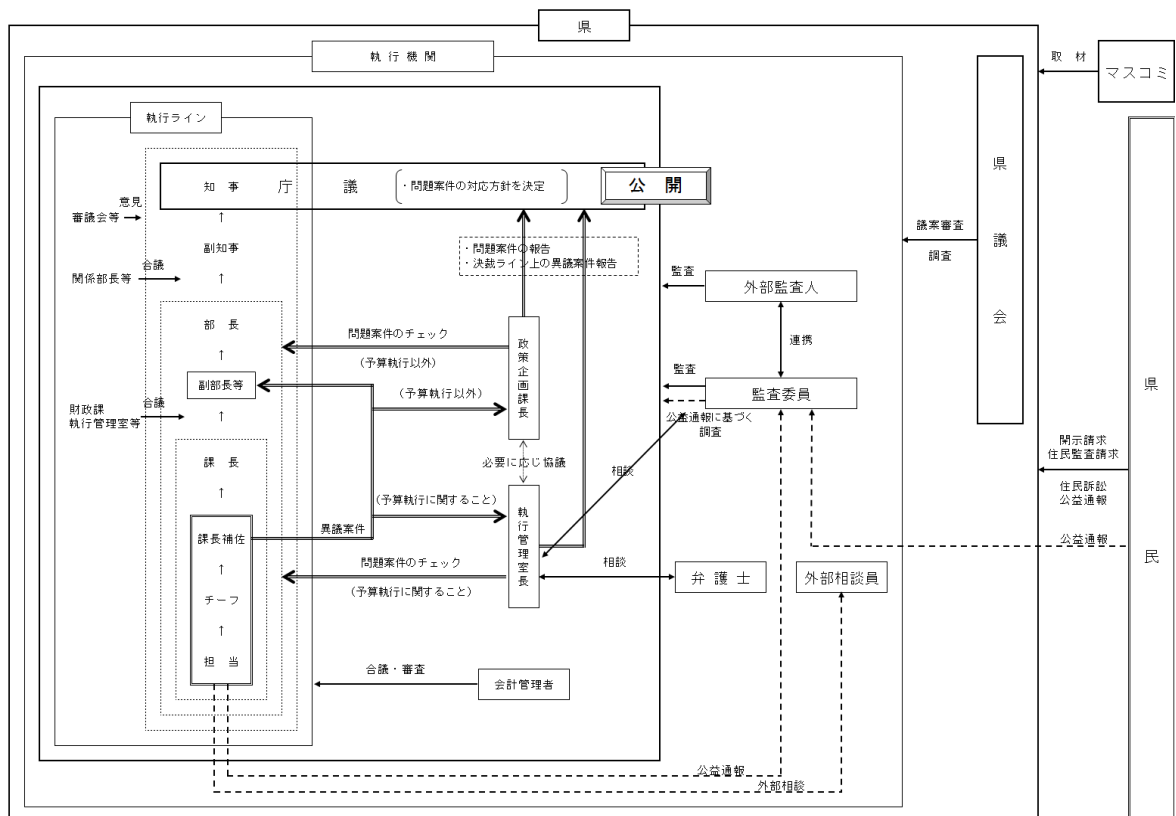 県
執行機関
取材
マスコミ
執行ライン
知事 庁議 ・問題案件の対応方針を決定 公開
意見
審議会等
副知事
合議
関係部長等
・問題案件の報告
・決裁ライン上の異議案件報告
県議会
議案審査
調査
監査
外部監査人
連携
部長
問題案件のチェック
(予算執行以外)
政策企画課長
副部長等
(予算執行以外)
監査
監査委員
公益通報に基づく
調査
合議
財政課
執行管理室等
県民
開示請求
住民監査請求
住民訴訟
公益通報
課長
必要に応じ協議
相談
(予算執行に関すること)
執行管理室長
異議案件
課長補佐
公益通報
問題案件のチェック
(予算執行に関すること)
相談
弁護士
外部相談員
チーフ
担当
合議・審査
会計管理者
公益通報
外部相談